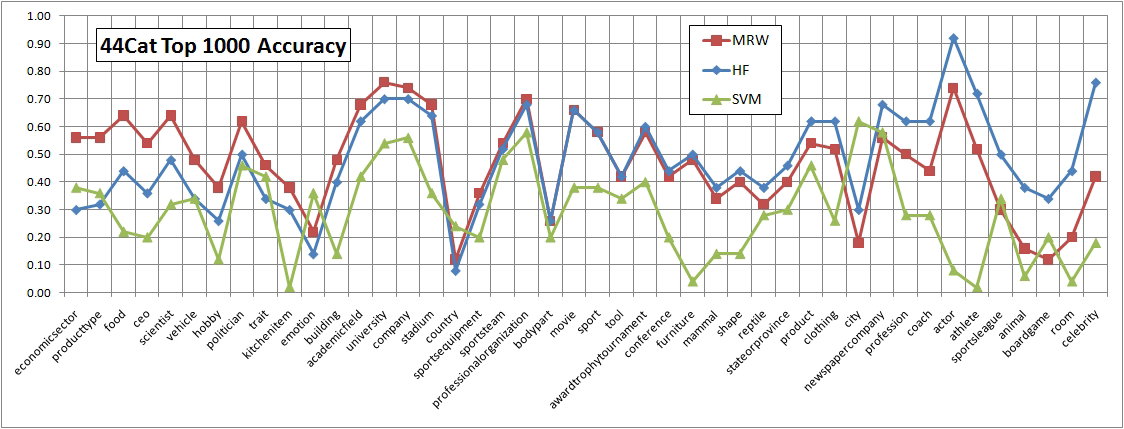 44Cat Top 1000 Accuracy
MRW
HF
SVM
1.00
0.90
0.80
0.70
0.60
0.50
0.40
0.30
0.20
0.10
0.00
economicsector
producttype
food
ceo
scientist
vehicle
hobby
politician
trait
kitchenitem
emotion
building
academicfield
university
company
stadium
country
sportsequipment
sportsteam
professionalorganization
bodypart
movie
sport
tool
awardtrophytournament
conference
furniture
mammal
shape
reptile
stateorprovince
product
clothing
city
newspapercompany
profession
coach
actor
athlete
sportsleague
animal
boardgame
room
celebrity